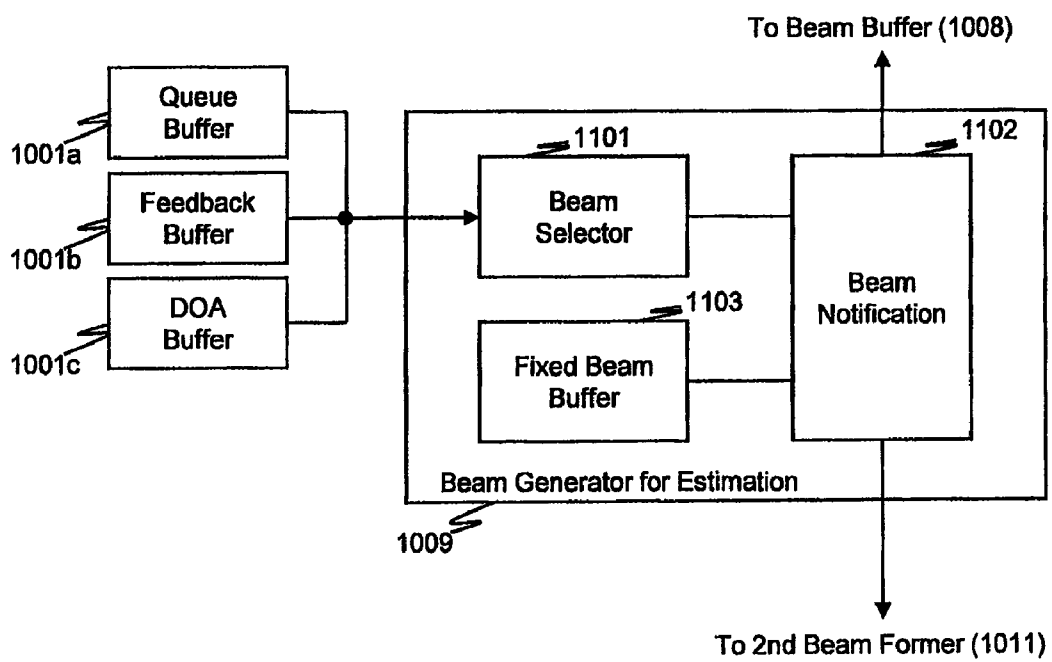 To Beam Buffer (1008)
Queue
Buffer
1001a
Feedback
Buffer
1001b
DOA
Buffer
1001c
1101
Beam
Selector
1102
Beam
Notification
1103
Fixed Beam
Buffer
Beam Generator for Estimation
1009
To 2nd Beam Former (1011)